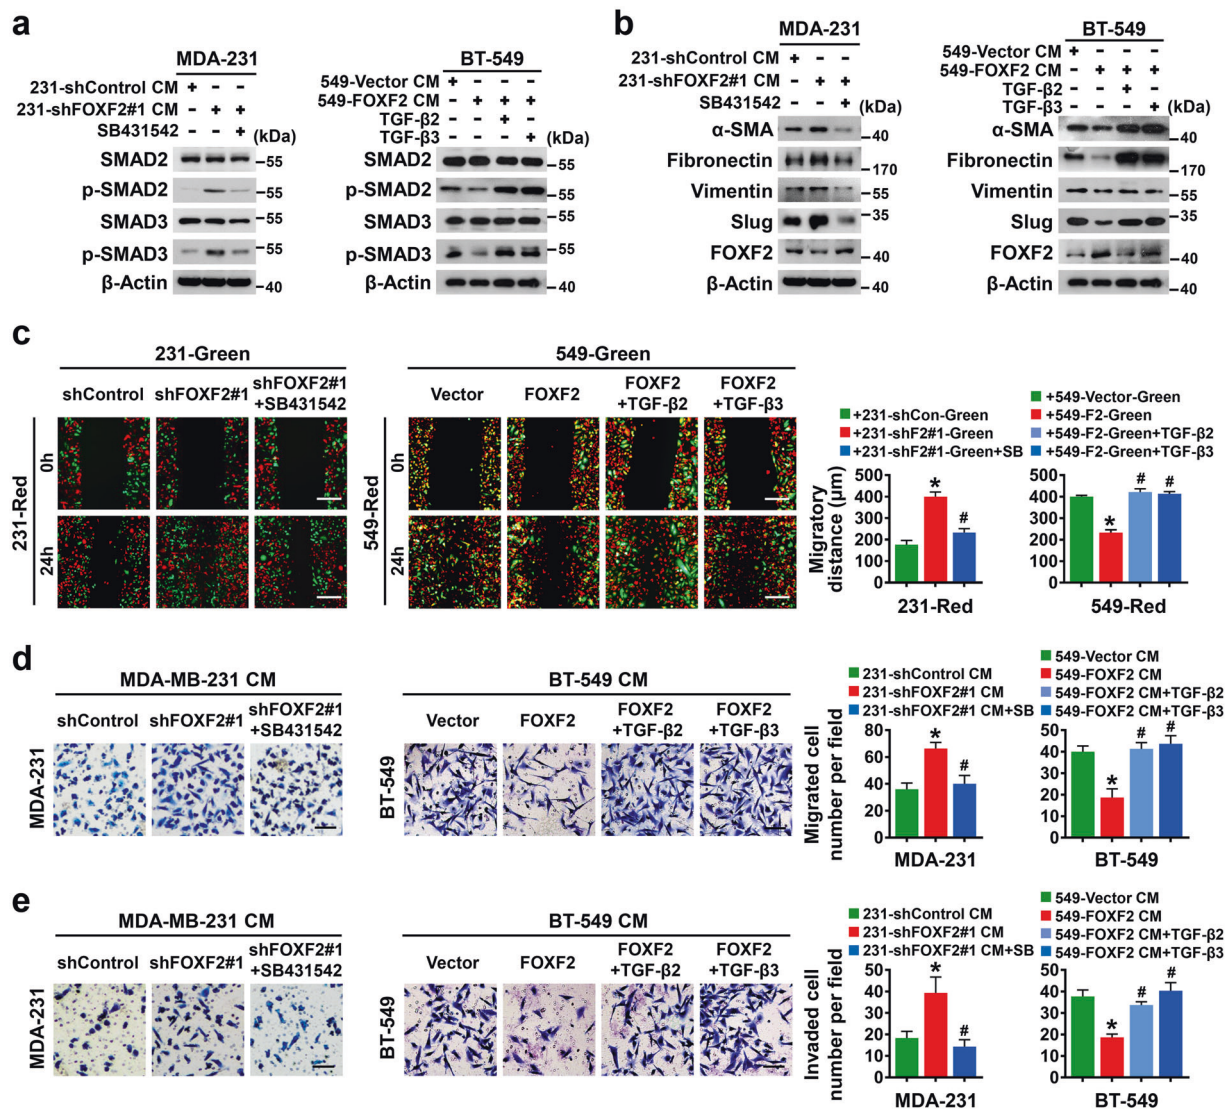 a
MDA-231
231-shControl CM + - -
231-shFOXF2#1 CM - + +
SB431542 - - + (kDa)
SMAD2 -55
p-SMAD2 -55
SMAD3 -55
p-SMAD3 -55
β-Actin -40
BT-549
549-Vector CM + - - -
549-FOXF2 CM - + + +
TGF-β2 - - + -
TGF-β3 - - - + (kDa)
SMAD2 -55
p-SMAD2 -55
SMAD3 -55
p-SMAD3 -55
β-Actin -40
b
MDA-231
231-shControl CM + - -
231-shFOXF2#1 CM - + +
SB431542 - - + (kDa)
α-SMA -40
Fibronectin -170
Vimentin -55
Slug -35
FOXF2 -40
β-Actin -40
BT-549
549-Vector CM + - - -
549-FOXF2 CM - + + +
TGF-β2 - - + -
TGF-β3 - - - + (kDa)
α-SMA -40
Fibronectin -170
Vimentin -55
Slug -35
FOXF2 -40
β-Actin -40
c
231-Green
shControl shFOXF2#1 shFOXF2#1
+SB431542
231-Red
0h
24h
549-Green
Vector FOXF2 FOXF2 FOXF2
+TGF-β2 +TGF-β3
549-Red
0h
24h
+231-shCon-Green
+231-shF2#1-Green
+231-shF2#1-Green+SB
Migratory
distance (μm)
500
400
300
200
100
0
*
#
231-Red
+549-Vector-Green
+549-F2-Green
+549-F2-Green+TGF-β2
+549-F2-Green+TGF-β3
500
400
300
200
100
0
*
# #
549-Red
d
MDA-MB-231 CM
shControl shFOXF2#1 shFOXF2#1
+SB431542
MDA-231
BT-549 CM
Vector FOXF2 FOXF2 FOXF2
+TGF-β2 +TGF-β3
BT-549
231-shControl CM
231-shFOXF2#1 CM
231-shFOXF2#1 CM+SB
Migrated cell
number per field
80
60
40
20
0
*
#
MDA-231
549-Vector CM
549-FOXF2 CM
549-FOXF2 CM+TGF-β2
549-FOXF2 CM+TGF-β3
50
40
30
20
10
0
*
# #
BT-549
e
MDA-MB-231 CM
shControl shFOXF2#1 shFOXF2#1
+SB431542
MDA-231
BT-549 CM
Vector FOXF2 FOXF2 FOXF2
+TGF-β2 +TGF-β3
BT-549
231-shControl CM
231-shFOXF2#1 CM
231-shFOXF2#1 CM+SB
Invaded cell
number per field
50
40
30
20
10
0
*
#
MDA-231
549-Vector CM
549-FOXF2 CM
549-FOXF2 CM+TGF-β2
549-FOXF2 CM+TGF-β3
50
40
30
20
10
0
*
# #
BT-549